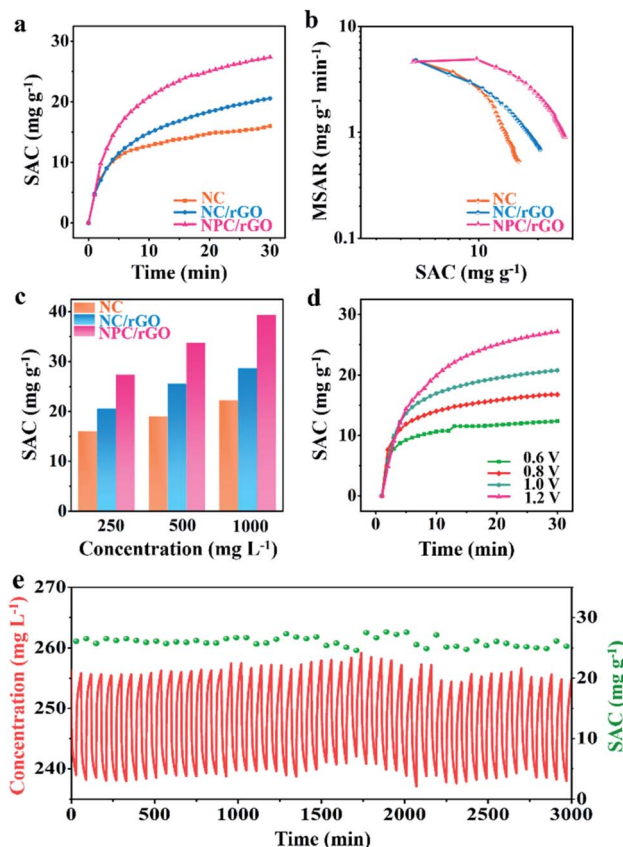 a
SAC (mg g-1)
30
20
10
0
0 10 20 30
Time (min)
NC
NC/rGO
NPC/rGO
b
MSAR (mg g-1 min-1)
10
1
0.1
10
SAC (mg g-1)
NC
NC/rGO
NPC/rGO
c
SAC (mg g-1)
40
30
20
10
0
NC
NC/rGO
NPC/rGO
250 500 1000
Concentration (mg L-1)
d
SAC (mg g-1)
30
20
10
0
0 10 20 30
Time (min)
0.6 V
0.8 V
1.0 V
1.2 V
e
Concentration (mg L-1)
270
260
250
240
0 500 1000 1500 2000 2500 3000
Time (min)
30
20
10
0
SAC (mg g-1)